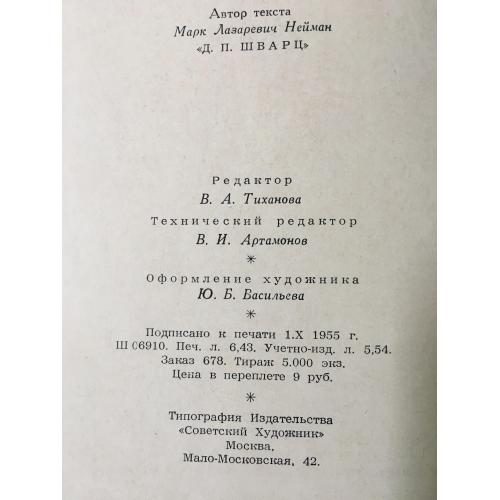 Автор текста
Марк Лазаревич Нейман
«Д. П. ШВАРЦ»
Редактор
В. А. Тиханова
Технический редактор
В. И. Артамонов
*
Оформление художника
Ю. Б. Васильева
*
Подписано к печати 1.X 1955 г.
Ш 06910. Печ. л. 6,43. Учетно-изд. л. 5,54.
Заказ 678. Тираж 5.000 экз.
Цена в переплете 9 руб.
*
Типография Издательства
«Советский Художник»
Москва,
Мало-Московская, 42.